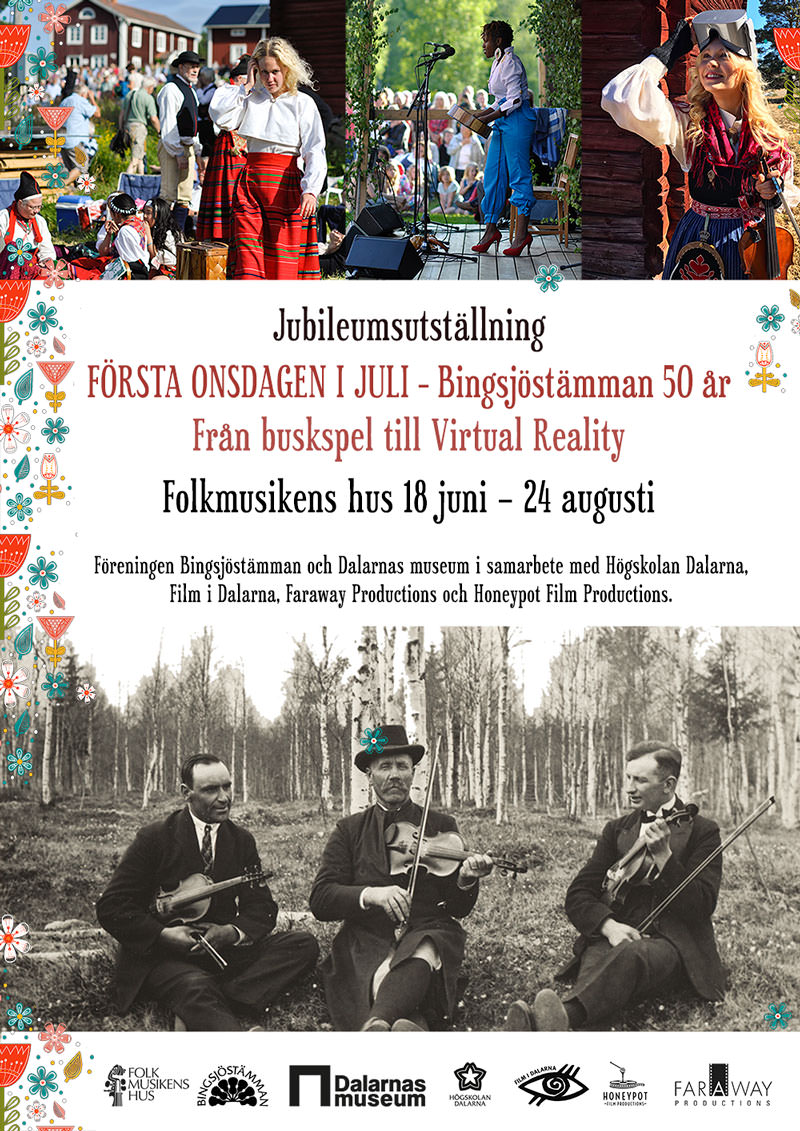 Jubileumsutställning
FÖRSTA ONSDAGEN I JULI - Bingsjöstämman 50 år
Från buskspel till Virtual Reality
Folkmusikens hus 18 juni – 24 augusti
Föreningen Bingsjöstämman och Dalarnas museum i samarbete med Högskolan Dalarna,
Film i Dalarna, Faraway Productions och Honeypot Film Productions.
FOLK
MUSIKENS
HUS
BINGSJÖSTÄMMAN
Dalarnas
museum
HÖGSKOLAN
DALARNA
FILM I DALARNA
HONEYPOT
FILM PRODUCTIONS
FARAWAY
PRODUCTIONS